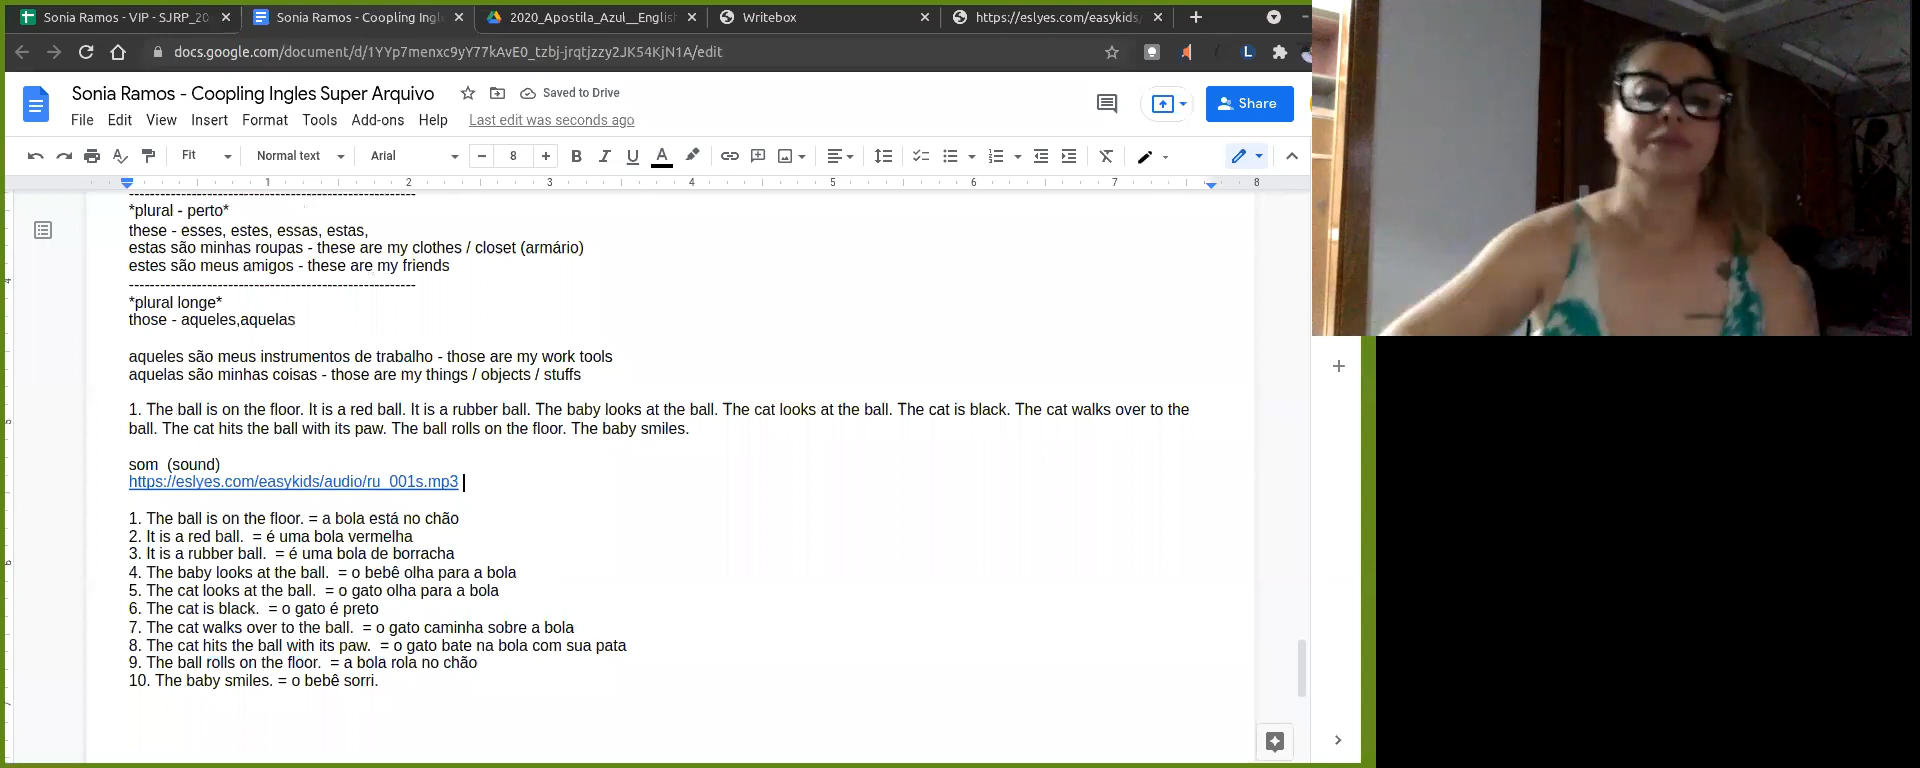 Sonia Ramos - VIP - SJRP_20
Sonia Ramos - Coopling Ingl
2020_Apostila_Azul__English
Writebox
https://eslyes.com/easykids/
docs.google.com/document/d/1YYp7menxc9yY77kAvE0_tzbj-jrqtjzzy2JK54KjN1A/edit
Sonia Ramos - Coopling Ingles Super Arquivo
Saved to Drive
Share
File Edit View Insert Format Tools Add-ons Help Last edit was seconds ago
Fit Normal text Arial 8
1 2 3 4 5 6 7 8
*plural - perto*
these - esses, estes, essas, estas,
estas são minhas roupas - these are my clothes / closet (armário)
estes são meus amigos - these are my friends
-------------------------------------------------------
*plural longe*
those - aqueles,aquelas
aqueles são meus instrumentos de trabalho - those are my work tools
aquelas são minhas coisas - those are my things / objects / stuffs
1. The ball is on the floor. It is a red ball. It is a rubber ball. The baby looks at the ball. The cat looks at the ball. The cat is black. The cat walks over to the
ball. The cat hits the ball with its paw. The ball rolls on the floor. The baby smiles.
som  (sound)
https://eslyes.com/easykids/audio/ru_001s.mp3
1. The ball is on the floor. = a bola está no chão
2. It is a red ball.  = é uma bola vermelha
3. It is a rubber ball.  = é uma bola de borracha
4. The baby looks at the ball.  = o bebê olha para a bola
5. The cat looks at the ball.  = o gato olha para a bola
6. The cat is black.  = o gato é preto
7. The cat walks over to the ball.  = o gato caminha sobre a bola
8. The cat hits the ball with its paw.  = o gato bate na bola com sua pata
9. The ball rolls on the floor.  = a bola rola no chão
10. The baby smiles. = o bebê sorri.